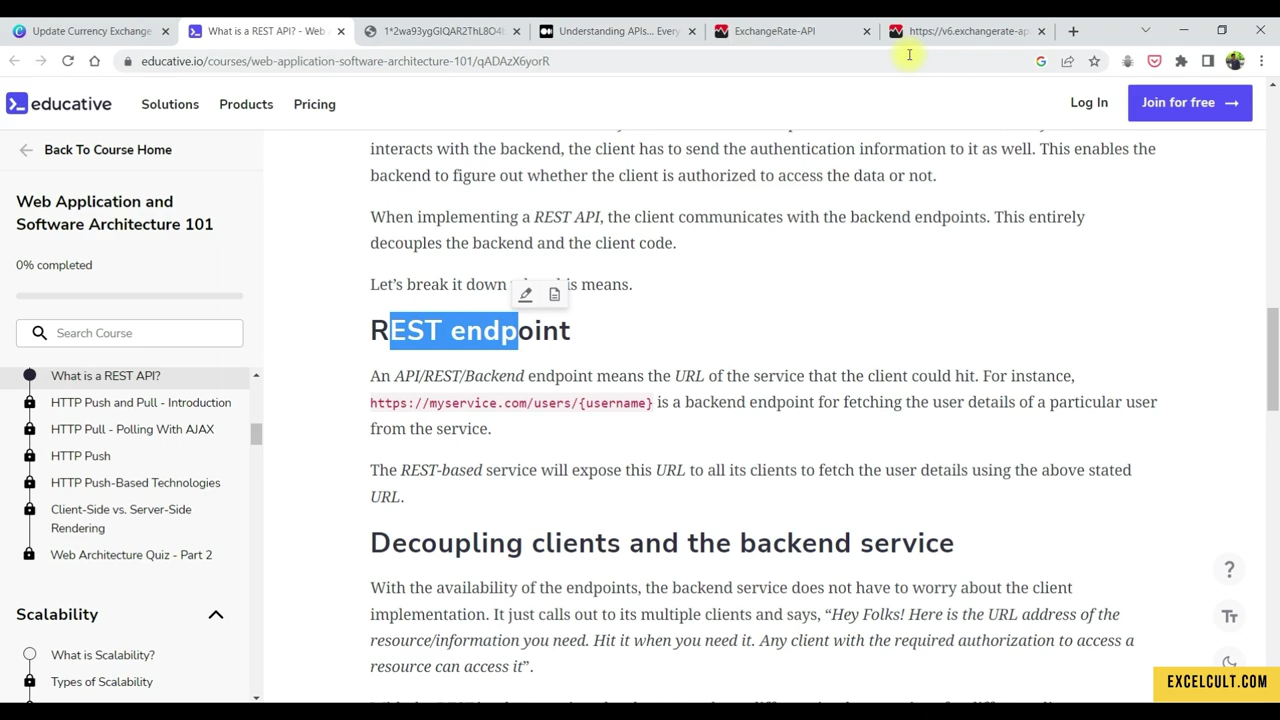 Update Currency Exchange
What is a REST API? - Web
1*2wa93ygGIQAR2ThL8O4
Understanding APIs... Every
ExchangeRate-API
https://v6.exchangerate-ap
educative.io/courses/web-application-software-architecture-101/qADAzX6yorR
educative
Solutions
Products
Pricing
Log In
Join for free
Back To Course Home
Web Application and
Software Architecture 101
0% completed
Search Course
What is a REST API?
HTTP Push and Pull - Introduction
HTTP Pull - Polling With AJAX
HTTP Push
HTTP Push-Based Technologies
Client-Side vs. Server-Side
Rendering
Web Architecture Quiz - Part 2
Scalability
What is Scalability?
Types of Scalability
interacts with the backend, the client has to send the authentication information to it as well. This enables the
backend to figure out whether the client is authorized to access the data or not.
When implementing a REST API, the client communicates with the backend endpoints. This entirely
decouples the backend and the client code.
Let's break it down is means.
REST endpoint
An API/REST/Backend endpoint means the URL of the service that the client could hit. For instance,
https://myservice.com/users/{username} is a backend endpoint for fetching the user details of a particular user
from the service.
The REST-based service will expose this URL to all its clients to fetch the user details using the above stated
URL.
Decoupling clients and the backend service
With the availability of the endpoints, the backend service does not have to worry about the client
implementation. It just calls out to its multiple clients and says, “Hey Folks! Here is the URL address of the
resource/information you need. Hit it when you need it. Any client with the required authorization to access a
resource can access it”.
?
Tт
EXCELCULT.COM